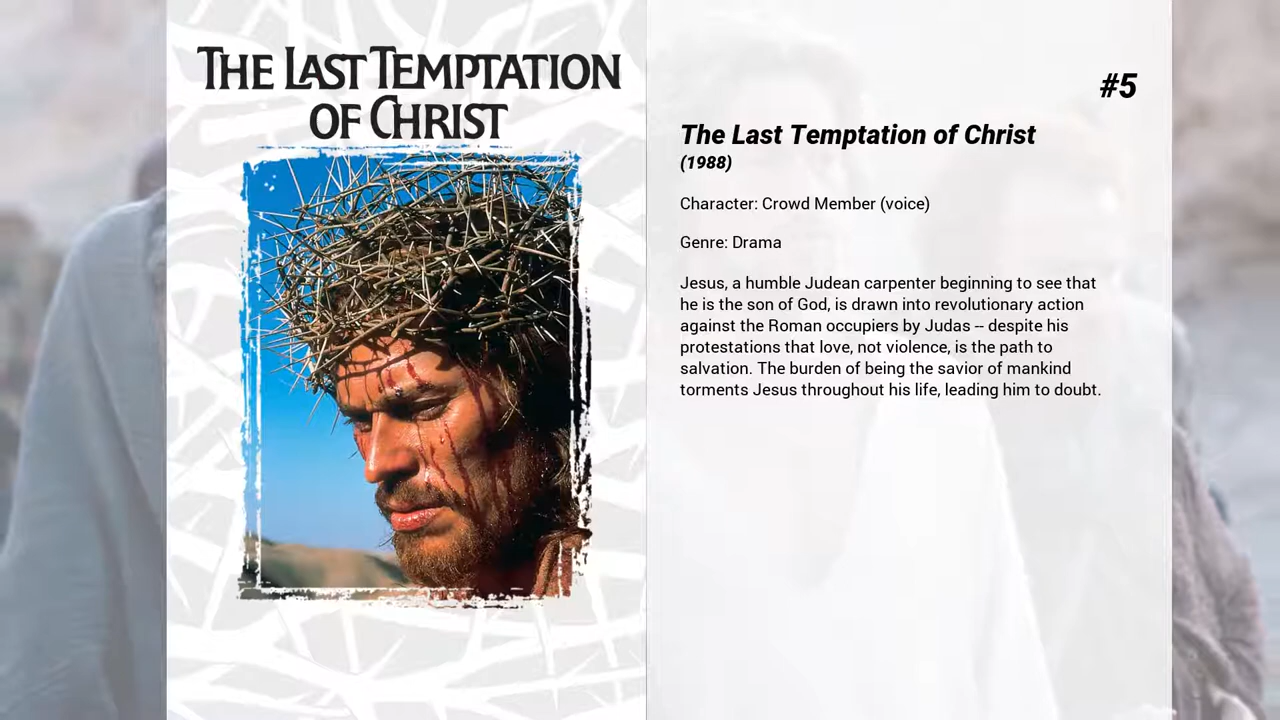 THE LAST TEMPTATION
OF CHRIST
#5
The Last Temptation of Christ
(1988)
Character: Crowd Member (voice)
Genre: Drama
Jesus, a humble Judean carpenter beginning to see that
he is the son of God, is drawn into revolutionary action
against the Roman occupiers by Judas -- despite his
protestations that love, not violence, is the path to
salvation. The burden of being the savior of mankind
torments Jesus throughout his life, leading him to doubt.